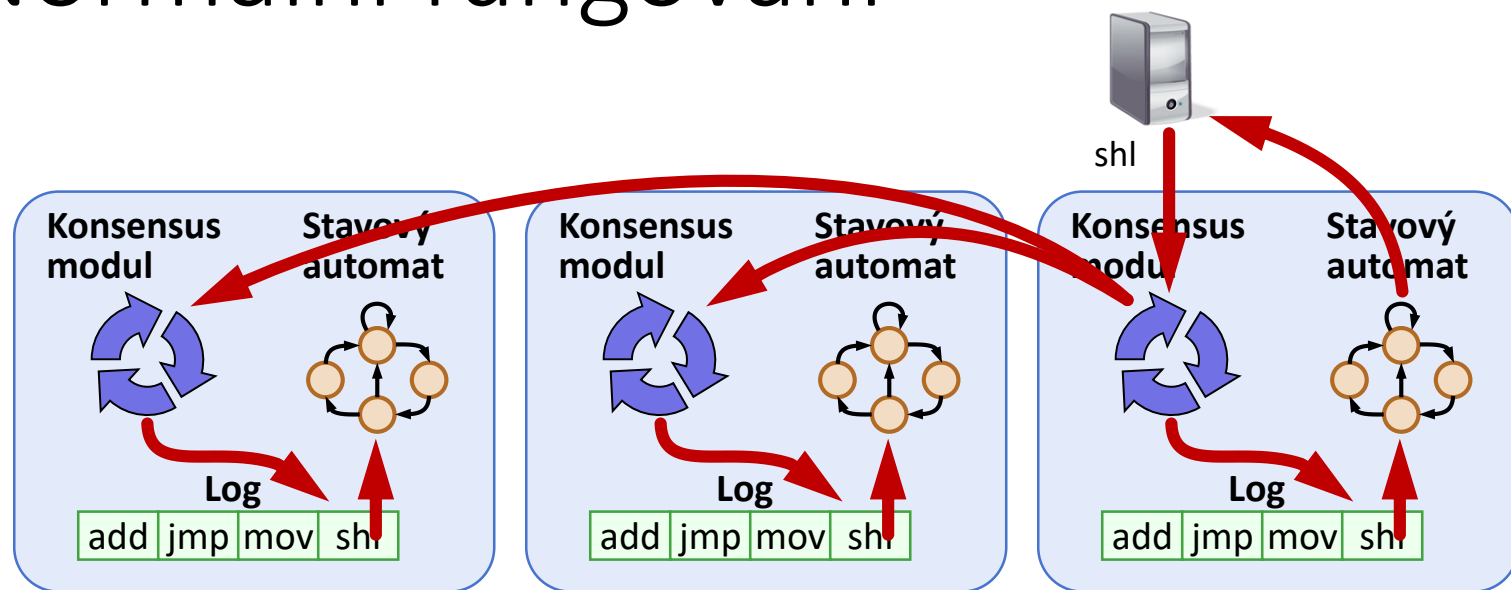 shl
Konsensus
modul
Stavový
automat
Log
add jmp mov shl
Konsensus
modul
Stavový
automat
Log
add jmp mov shl
Konsensus
modul
Stavový
automat
Log
add jmp mov shl